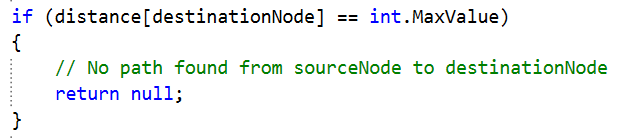 if (distance[destinationNode] == int.MaxValue)
{
    // No path found from sourceNode to destinationNode
    return null;
}